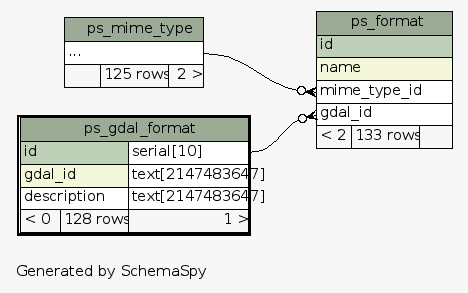 ps_mime_type
...
125 rows 2 >
ps_format
id
name
mime_type_id
gdal_id
< 2 133 rows
ps_gdal_format
id serial[10]
gdal_id text[2147483647]
description text[2147483647]
< 0 128 rows 1 >
Generated by SchemaSpy